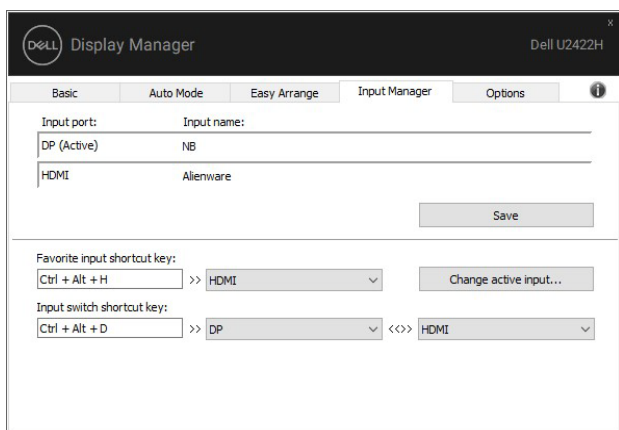 x
DELL Display Manager Dell U2422H
Basic Auto Mode Easy Arrange Input Manager Options i
Input port: Input name:
DP (Active) NB
HDMI Alienware
Save
Favorite input shortcut key:
Ctrl + Alt + H >> HDMI Change active input...
Input switch shortcut key:
Ctrl + Alt + D >> DP <<>> HDMI